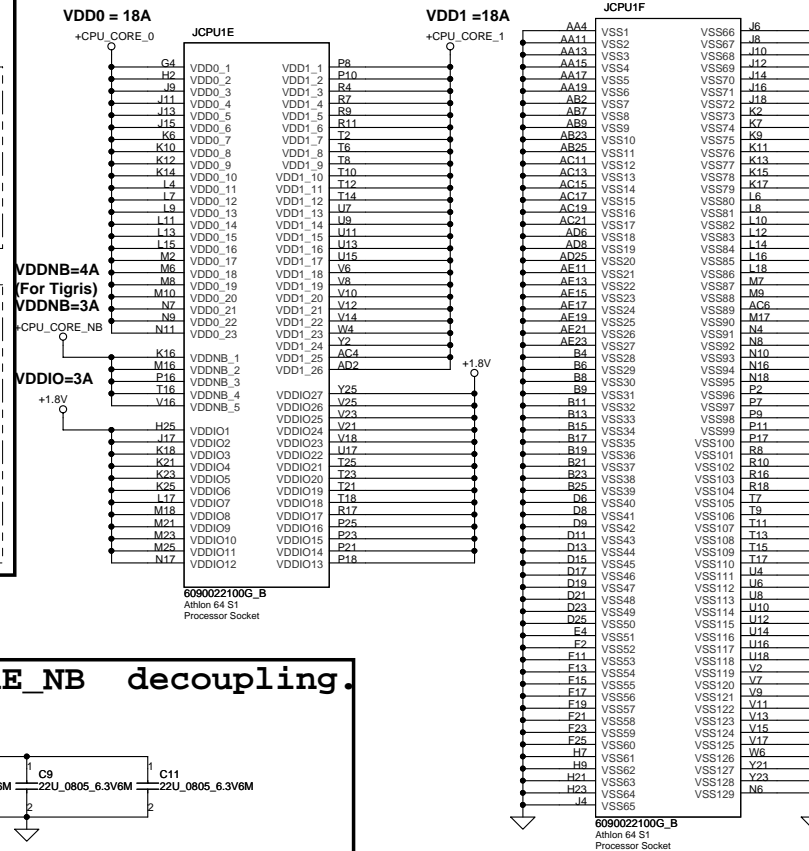 VDD0 = 18A
+CPU_CORE_0
JCPU1E
VDD1 =18A
+CPU_CORE_1
G4 VDD0_1 VDD1_1 P8
H2 VDD0_2 VDD1_2 P10
J9 VDD0_3 VDD1_3 R4
J11 VDD0_4 VDD1_4 R7
J13 VDD0_5 VDD1_5 R9
J15 VDD0_6 VDD1_6 R11
K6 VDD0_7 VDD1_7 T2
K10 VDD0_8 VDD1_8 T6
K12 VDD0_9 VDD1_9 T8
K14 VDD0_10 VDD1_10 T10
L4 VDD0_11 VDD1_11 T12
L7 VDD0_12 VDD1_12 T14
L9 VDD0_13 VDD1_13 U7
L11 VDD0_14 VDD1_14 U9
L13 VDD0_15 VDD1_15 U11
L15 VDD0_16 VDD1_16 U13
M2 VDD0_17 VDD1_17 U15
M6 VDD0_18 VDD1_18 V6
M8 VDD0_19 VDD1_19 V8
M10 VDD0_20 VDD1_20 V10
N7 VDD0_21 VDD1_21 V12
N9 VDD0_22 VDD1_22 V14
N11 VDD0_23 VDD1_23 W4
VDD1_24 Y2
VDD1_25 AC4
VDD1_26 AD2
VDDNB=4A
(For Tigris)
VDDNB=3A
+CPU_CORE_NB
K16 VDDNB_1
M16 VDDNB_2
P16 VDDNB_3
T16 VDDNB_4
V16 VDDNB_5
VDDIO=3A
+1.8V
+1.8V
VDDIO27 Y25
VDDIO26 V25
VDDIO25 V23
H25 VDDIO1 VDDIO24 V21
J17 VDDIO2 VDDIO23 V18
K18 VDDIO3 VDDIO22 U17
K21 VDDIO4 VDDIO21 T25
K23 VDDIO5 VDDIO20 T23
K25 VDDIO6 VDDIO19 T21
L17 VDDIO7 VDDIO18 T18
M18 VDDIO8 VDDIO17 R17
M21 VDDIO9 VDDIO16 P25
M23 VDDIO10 VDDIO15 P23
M25 VDDIO11 VDDIO14 P21
N17 VDDIO12 VDDIO13 P18
6090022100G_B
Athlon 64 S1
Processor Socket
JCPU1F
AA4 VSS1 VSS66 J6
AA11 VSS2 VSS67 J8
AA13 VSS3 VSS68 J10
AA15 VSS4 VSS69 J12
AA17 VSS5 VSS70 J14
AA19 VSS6 VSS71 J16
AB2 VSS7 VSS72 J18
AB7 VSS8 VSS73 K2
AB9 VSS9 VSS74 K7
AB23 VSS10 VSS75 K9
AB25 VSS11 VSS76 K11
AC11 VSS12 VSS77 K13
AC13 VSS13 VSS78 K15
AC15 VSS14 VSS79 K17
AC17 VSS15 VSS80 L6
AC19 VSS16 VSS81 L8
AC21 VSS17 VSS82 L10
AD6 VSS18 VSS83 L12
AD8 VSS19 VSS84 L14
AD25 VSS20 VSS85 L16
AE11 VSS21 VSS86 L18
AE13 VSS22 VSS87 M7
AE15 VSS23 VSS88 M9
AE17 VSS24 VSS89 AC6
AE19 VSS25 VSS90 M17
AE21 VSS26 VSS91 N4
AE23 VSS27 VSS92 N8
B4 VSS28 VSS93 N10
B6 VSS29 VSS94 N16
B8 VSS30 VSS95 N18
B9 VSS31 VSS96 P2
B11 VSS32 VSS97 P7
B13 VSS33 VSS98 P9
B15 VSS34 VSS99 P11
B17 VSS35 VSS100 P17
B19 VSS36 VSS101 R8
B21 VSS37 VSS102 R10
B23 VSS38 VSS103 R16
B25 VSS39 VSS104 R18
D6 VSS40 VSS105 T7
D8 VSS41 VSS106 T9
D9 VSS42 VSS107 T11
D11 VSS43 VSS108 T13
D13 VSS44 VSS109 T15
D15 VSS45 VSS110 T17
D17 VSS46 VSS111 U4
D19 VSS47 VSS112 U6
D21 VSS48 VSS113 U8
D23 VSS49 VSS114 U10
D25 VSS50 VSS115 U12
E4 VSS51 VSS116 U14
F2 VSS52 VSS117 U16
F11 VSS53 VSS118 U18
F13 VSS54 VSS119 V2
F15 VSS55 VSS120 V7
F17 VSS56 VSS121 V9
F19 VSS57 VSS122 V11
F21 VSS58 VSS123 V13
F23 VSS59 VSS124 V15
F25 VSS60 VSS125 V17
H7 VSS61 VSS126 W6
H9 VSS62 VSS127 Y21
H21 VSS63 VSS128 Y23
H23 VSS64 VSS129 N6
J4 VSS65
6090022100G_B
Athlon 64 S1
Processor Socket
E_NB decoupling.
1 1
C9 C11
6M 22U_0805_6.3V6M 22U_0805_6.3V6M
2 2